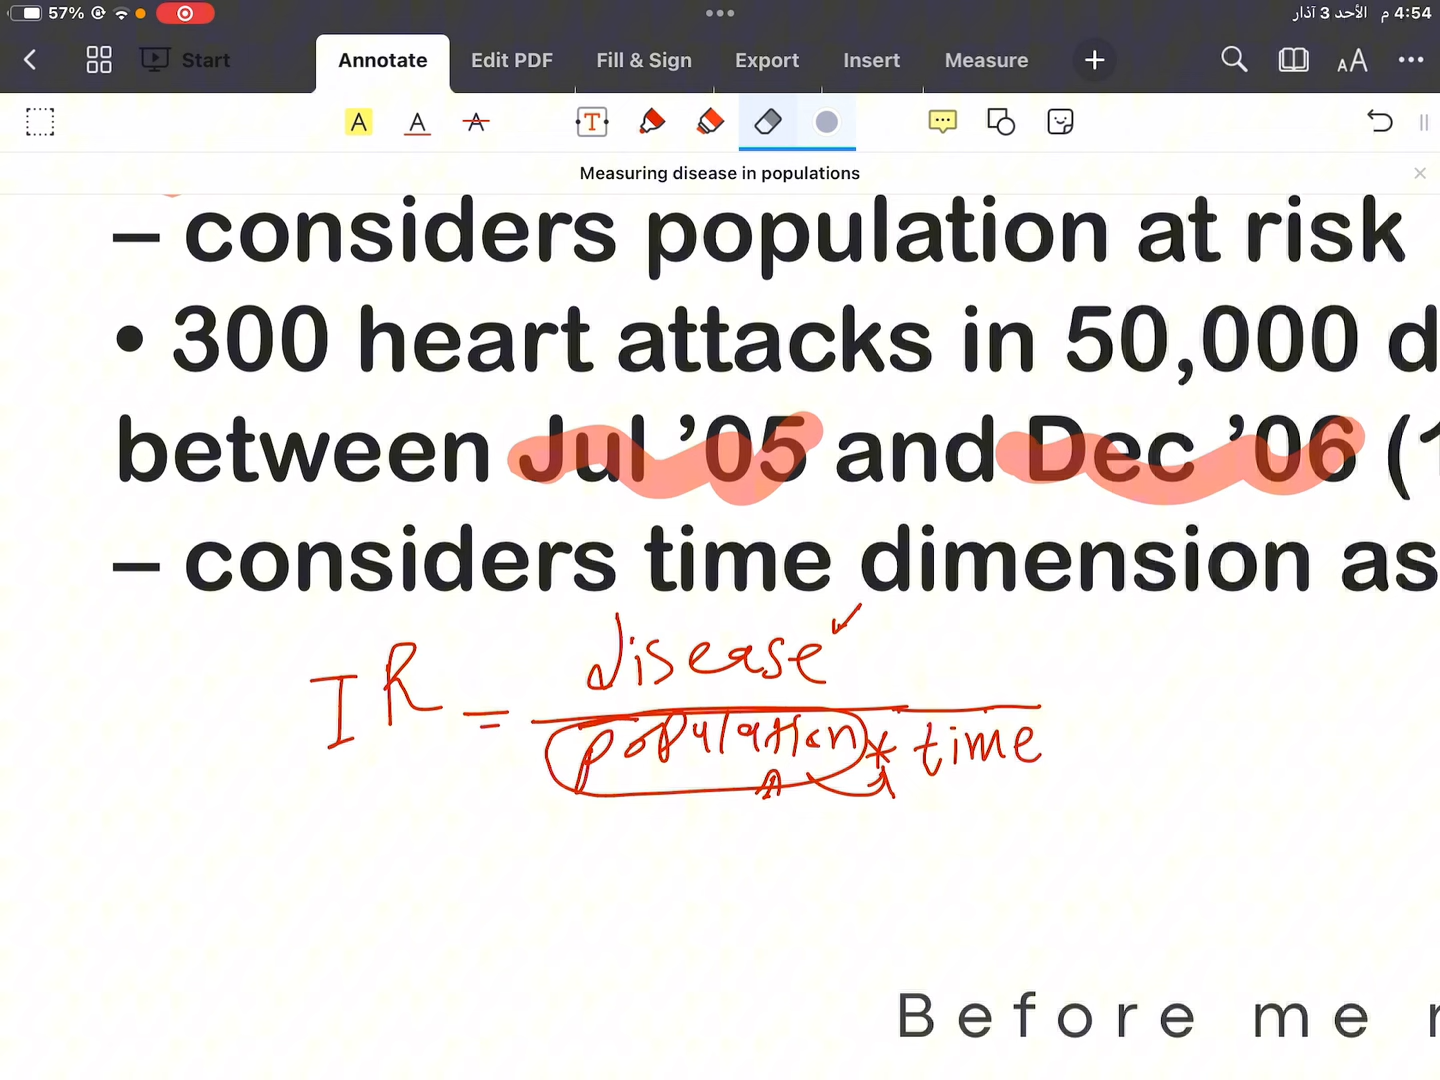 57% 4:54 م الأحد 3 آذار
Start Annotate Edit PDF Fill & Sign Export Insert Measure
A A A T
Measuring disease in populations
– considers population at risk
• 300 heart attacks in 50,000 d
between Jul ’05 and Dec ’06 (1
– considers time dimension as
IR = disease
population * time
Before me r